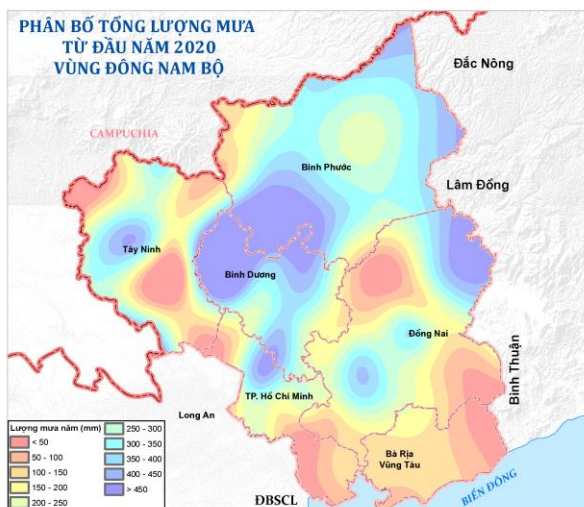 PHÂN BỐ TỔNG LƯỢNG MƯA
TỪ ĐẦU NĂM 2020
VÙNG ĐÔNG NAM BỘ
Đắc Nông
CAMPUCHIA
Bình Phước
Lâm Đồng
Tây Ninh
Bình Dương
Đồng Nai
Bình Thuận
TP. Hồ Chí Minh
Long An
Bà Rịa
Vũng Tàu
ĐBSCL
BIỂN ĐÔNG
Lượng mưa năm (mm)
< 50
50 - 100
100 - 150
150 - 200
200 - 250
250 - 300
300 - 350
350 - 400
400 - 450
> 450